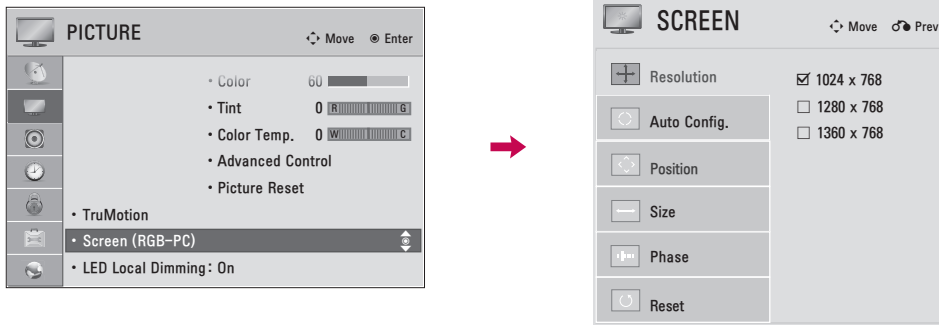 PICTURE
Move Enter
• Color 60
• Tint 0 R G
• Color Temp. 0 W C
• Advanced Control
• Picture Reset
• TruMotion
• Screen (RGB-PC)
• LED Local Dimming: On
SCREEN
Move Prev
Resolution
Auto Config.
Position
Size
Phase
Reset
1024 x 768
1280 x 768
1360 x 768